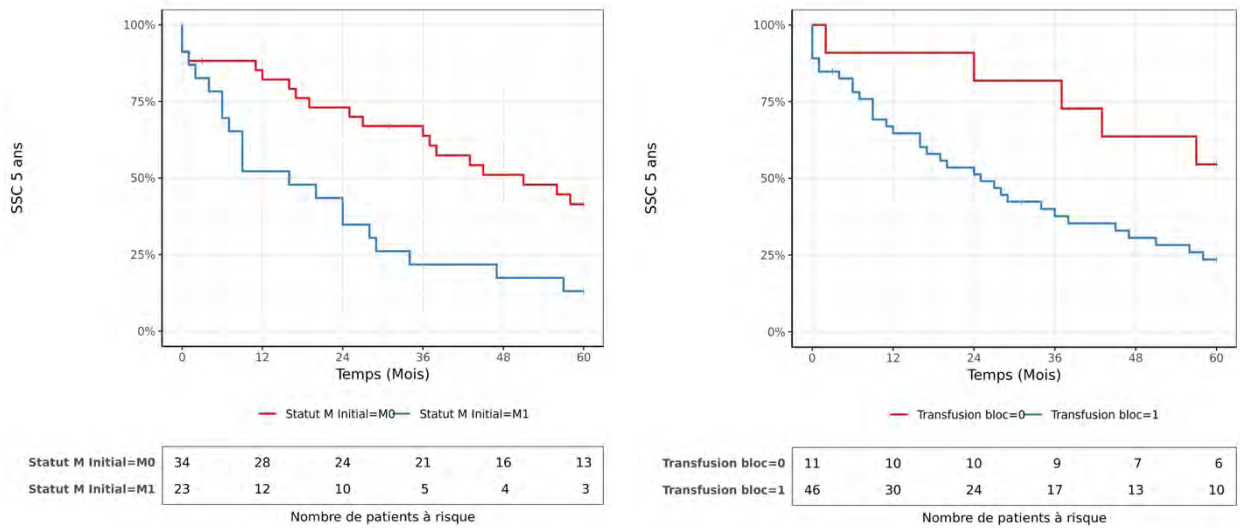 SSC 5 ans
100%
75%
50%
25%
0%
0 12 24 36 48 60
Temps (Mois)
Statut M Initial=M0 Statut M Initial=M1
Statut M Initial=M0 34 28 24 21 16 13
Statut M Initial=M1 23 12 10 5 4 3
Nombre de patients à risque
SSC 5 ans
100%
75%
50%
25%
0%
0 12 24 36 48 60
Temps (Mois)
Transfusion bloc=0 Transfusion bloc=1
Transfusion bloc=0 11 10 10 9 7 6
Transfusion bloc=1 46 30 24 17 13 10
Nombre de patients à risque